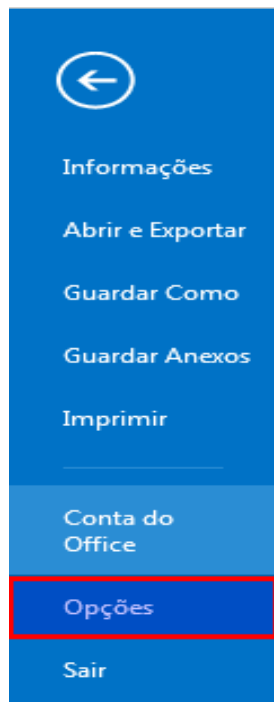 Informações
Abrir e Exportar
Guardar Como
Guardar Anexos
Imprimir
Conta do
Office
Opções
Sair